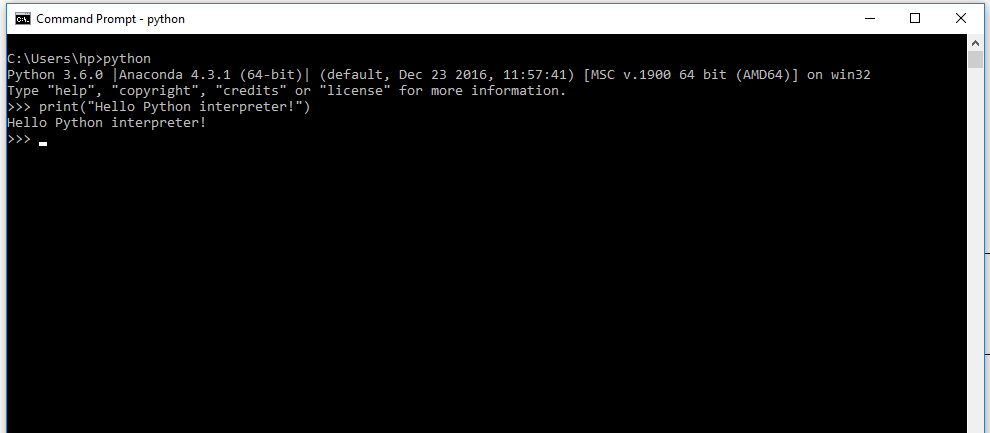 Command Prompt - python
C:\Users\hp>python
Python 3.6.0 |Anaconda 4.3.1 (64-bit)| (default, Dec 23 2016, 11:57:41) [MSC v.1900 64 bit (AMD64)] on win32
Type "help", "copyright", "credits" or "license" for more information.
>>> print("Hello Python interpreter!")
Hello Python interpreter!
>>>